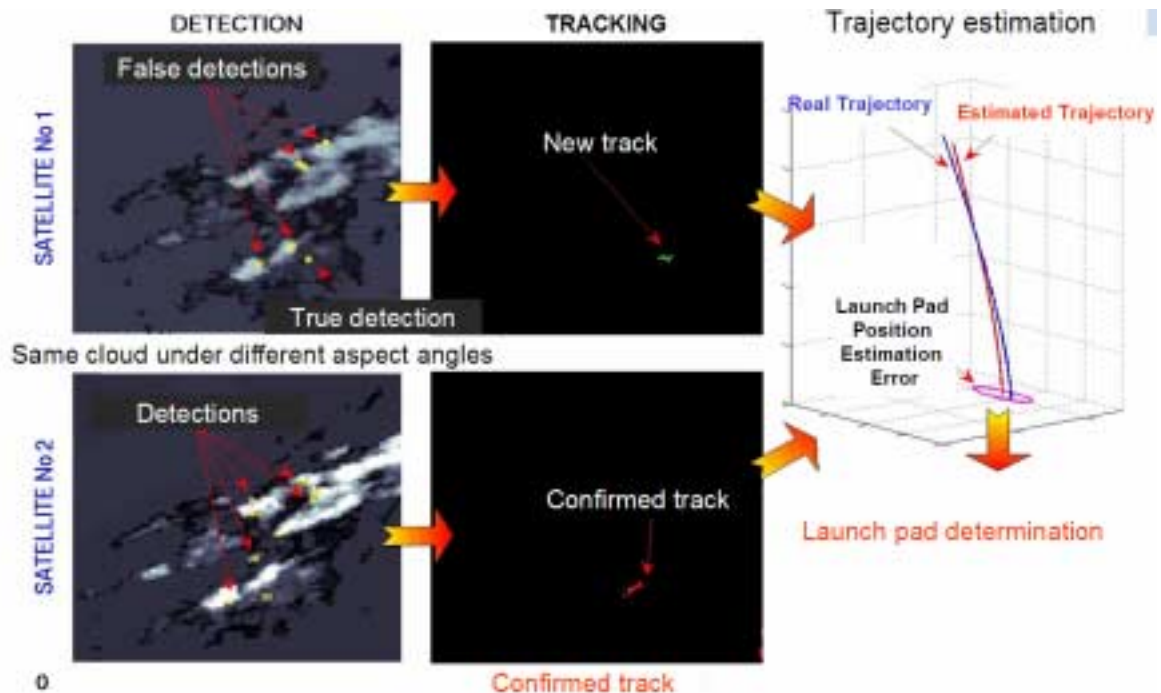 DETECTION
TRACKING
Trajectory estimation
SATELLITE No 1
False detections
True detection
New track
Real Trajectory
Estimated Trajectory
Launch Pad
Position
Estimation
Error
Same cloud under different aspect angles
SATELLITE No 2
Detections
Confirmed track
Launch pad determination
0
Confirmed track